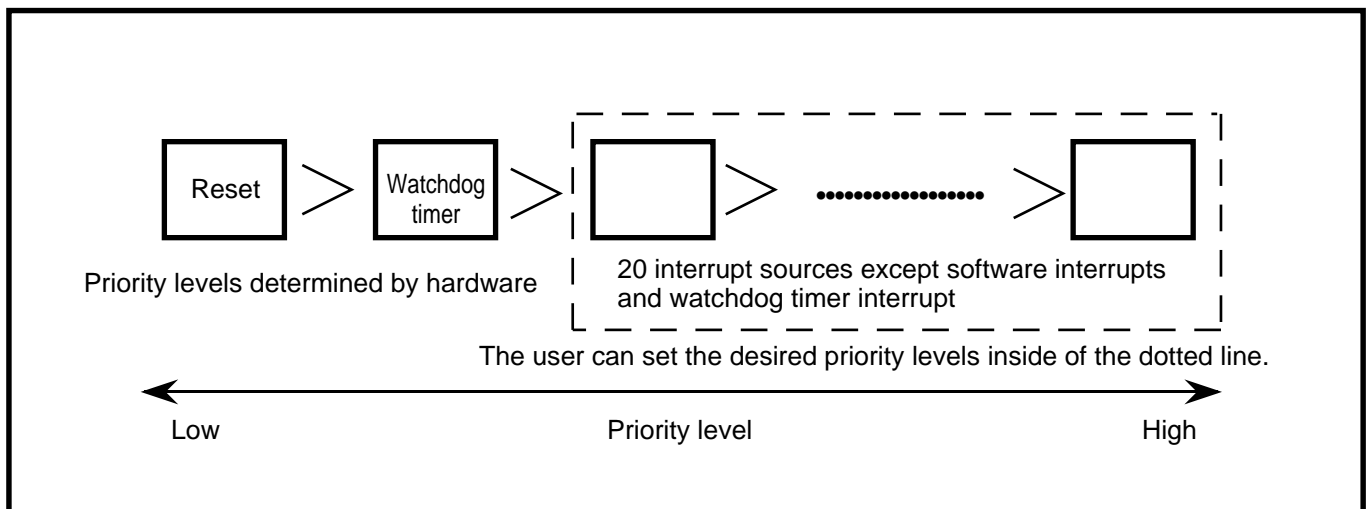 Reset
Watchdog
timer
Priority levels determined by hardware
20 interrupt sources except software interrupts
and watchdog timer interrupt
The user can set the desired priority levels inside of the dotted line.
Low
Priority level
High